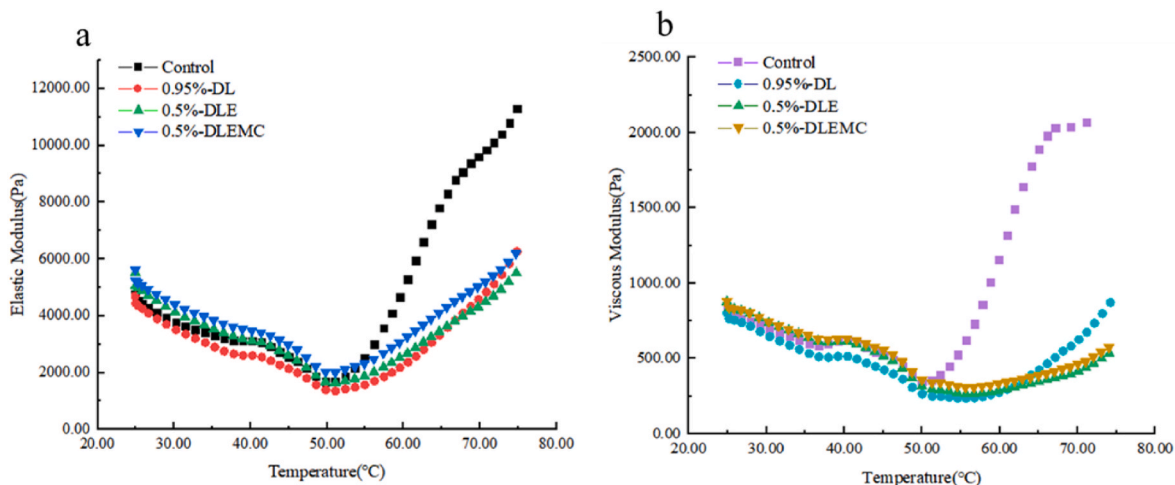 a
Control
0.95%-DL
0.5%-DLE
0.5%-DLEMC
12000.00
10000.00
8000.00
6000.00
4000.00
2000.00
0.00
Elastic Modulus(Pa)
20.00 30.00 40.00 50.00 60.00 70.00 80.00
Temperature(°C)
b
Control
0.95%-DL
0.5%-DLE
0.5%-DLEMC
2500.00
2000.00
1500.00
1000.00
500.00
0.00
Viscous Modulus(Pa)
20.00 30.00 40.00 50.00 60.00 70.00 80.00
Temperature(°C)